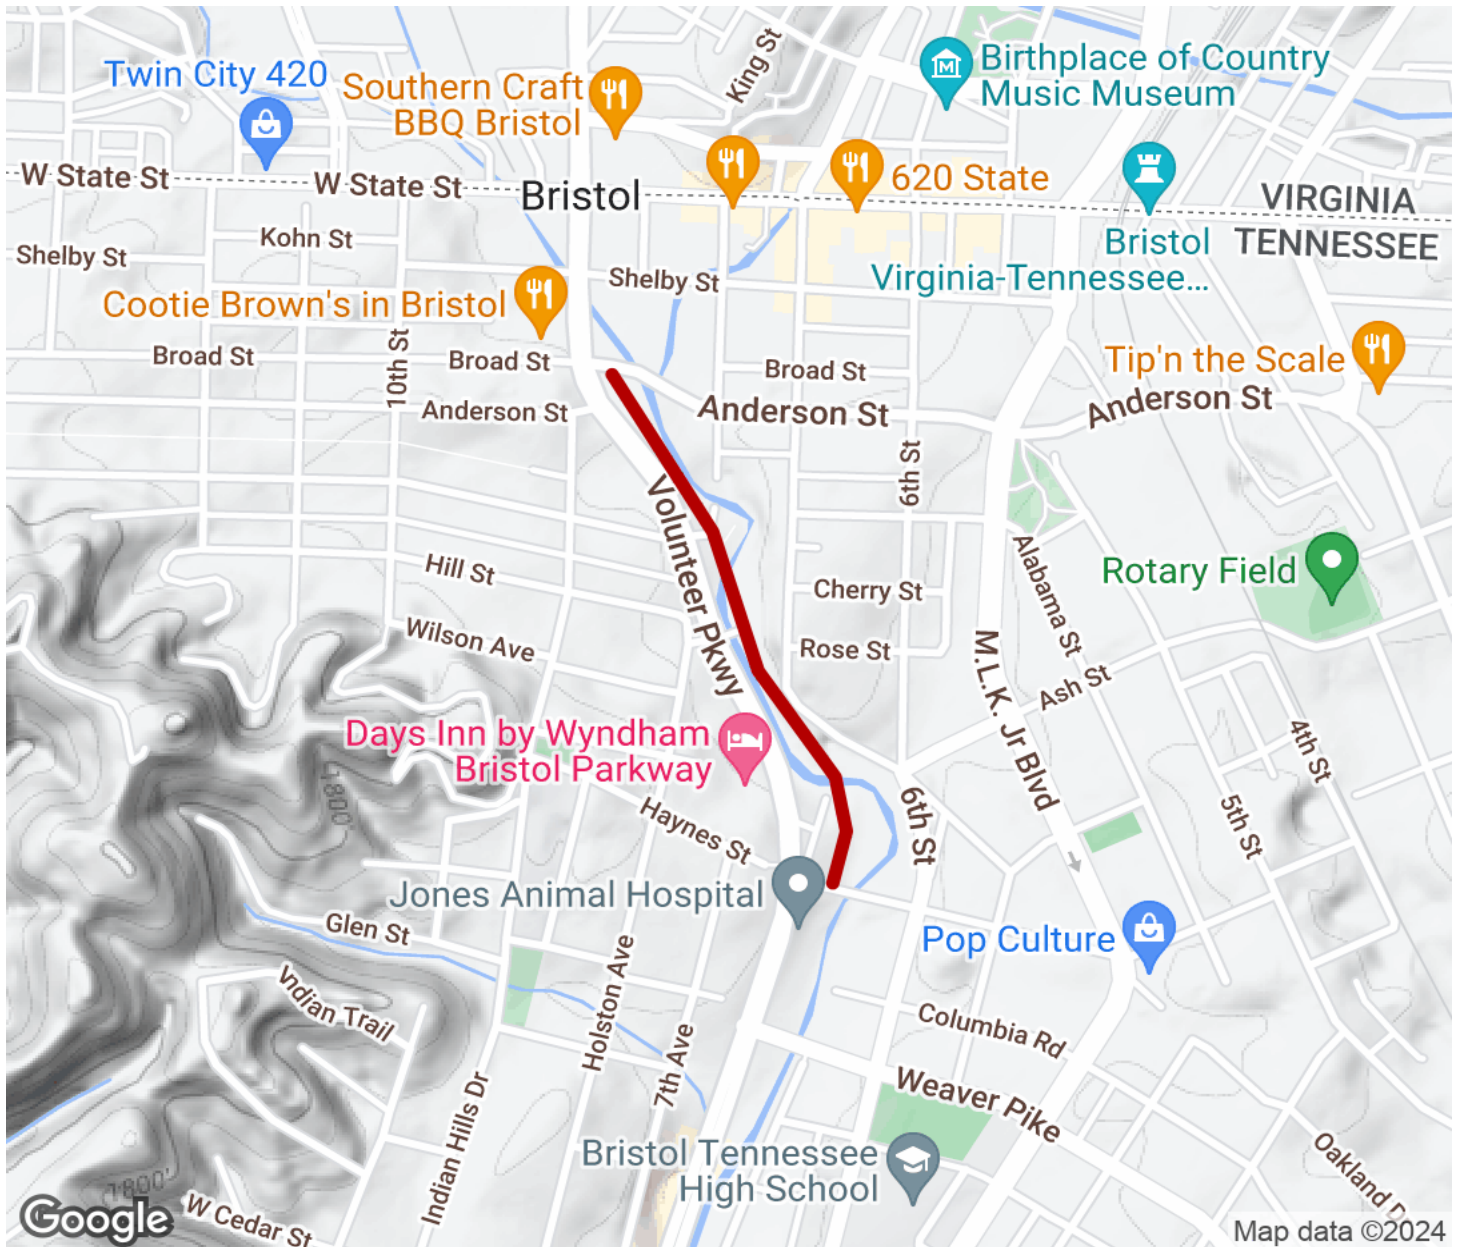 King St
Birthplace of Country
Music Museum
Twin City 420
Southern Craft
BBQ Bristol
W State St
W State St
Bristol
620 State
VIRGINIA
TENNESSEE
Kohn St
Shelby St
Shelby St
Bristol
Virginia-Tennessee...
Cootie Brown's in Bristol
Broad St
10th St
Broad St
Broad St
Tip'n the Scale
Anderson St
Anderson St
Anderson St
6th St
Volunteer Pkwy
Hill St
Cherry St
Alabama St
Rotary Field
Wilson Ave
Rose St
M.L.K. Jr Blvd
Ash St
Days Inn by Wyndham
Bristol Parkway
4th St
1800'
Haynes St
6th St
5th St
Jones Animal Hospital
Glen St
Pop Culture
Indian Trail
Holston Ave
Columbia Rd
7th Ave
Weaver Pike
Indian Hills Dr
Bristol Tennessee
High School
Oakland
1800'
W Cedar St
Google
Map data ©2024